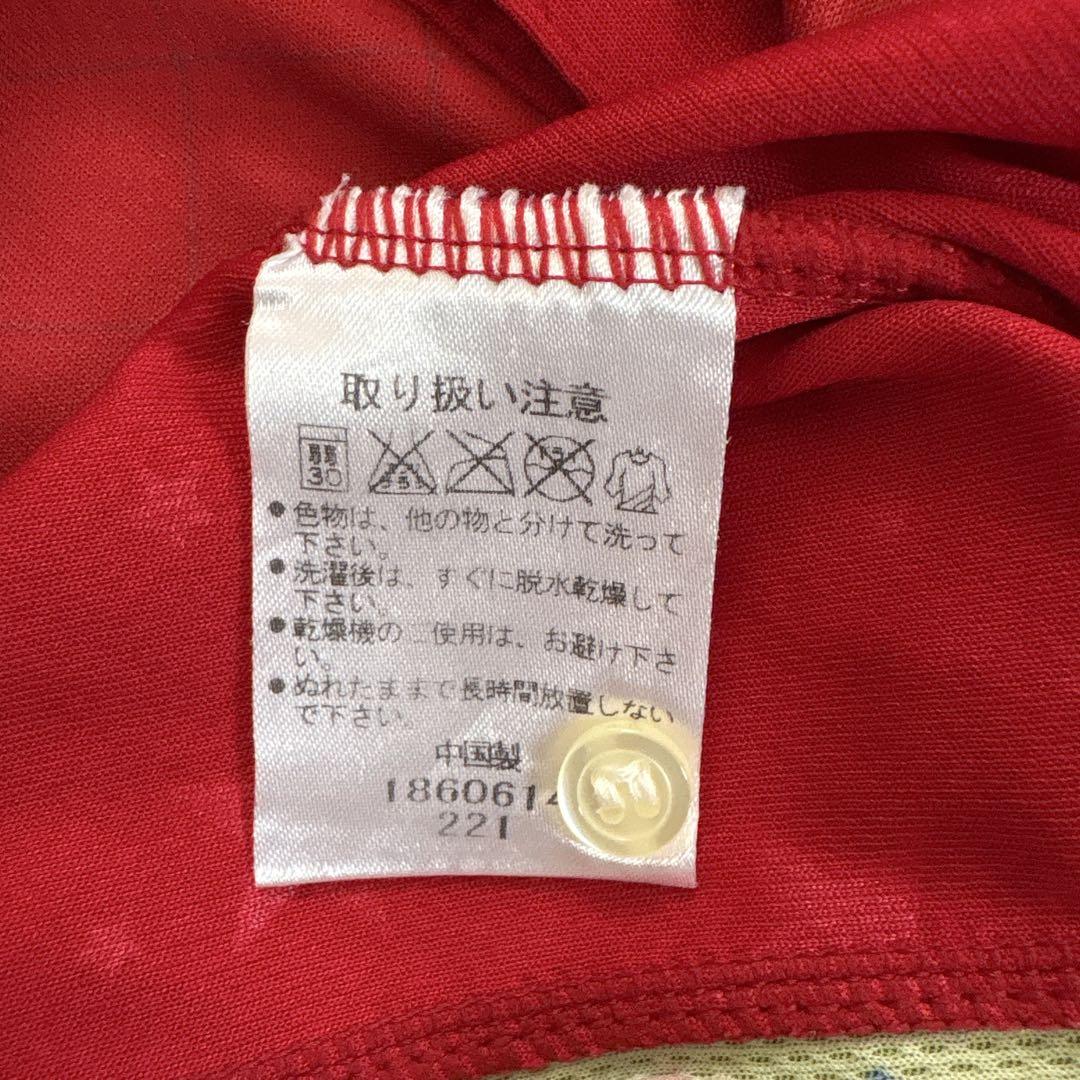 取り扱い注意
弱
30
●色物は、他の物と分けて洗って
下さい。
●洗濯後は、すぐに脱水乾燥して
下さい。
●乾燥機のご使用は、お避け下さ
い。
●ぬれたままで長時間放置しない
で下さい。
中国製
1860614
221